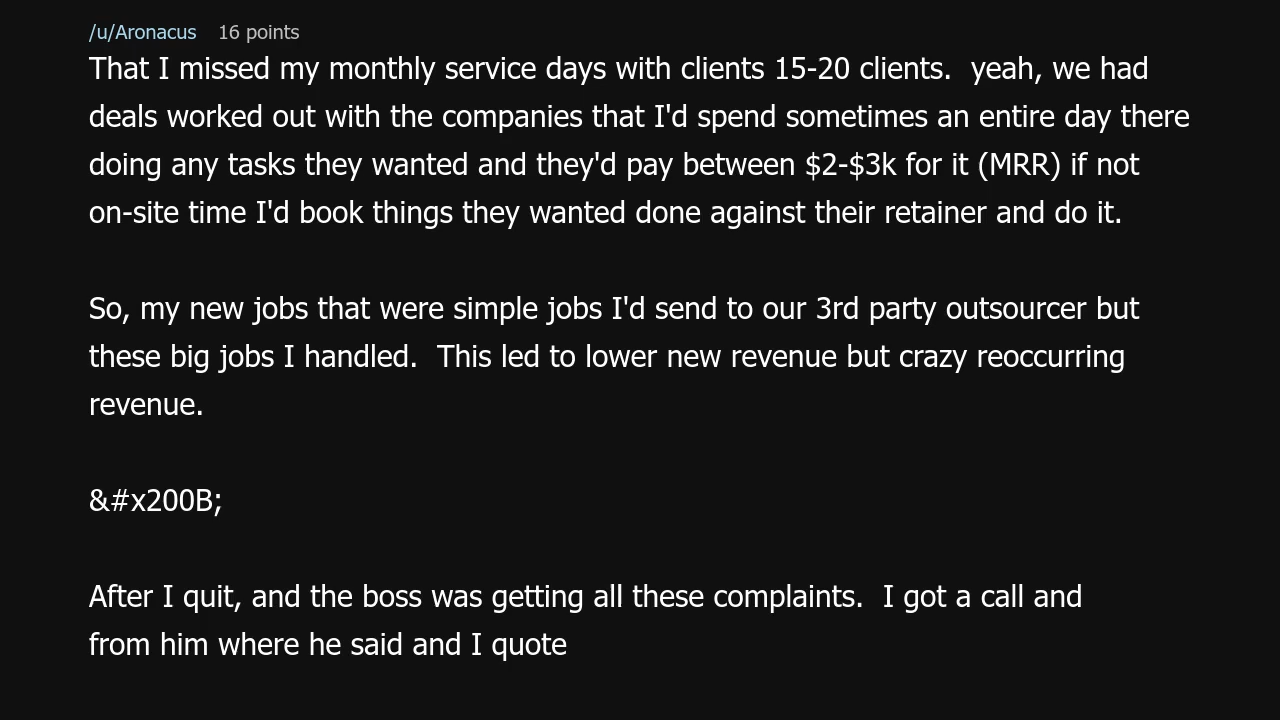 /u/Aronacus 16 points
That I missed my monthly service days with clients 15-20 clients.  yeah, we had
deals worked out with the companies that I'd spend sometimes an entire day there
doing any tasks they wanted and they'd pay between $2-$3k for it (MRR) if not
on-site time I'd book things they wanted done against their retainer and do it.
So, my new jobs that were simple jobs I'd send to our 3rd party outsourcer but
these big jobs I handled.  This led to lower new revenue but crazy reoccurring
revenue.
&#x200B;
After I quit, and the boss was getting all these complaints.  I got a call and
from him where he said and I quote